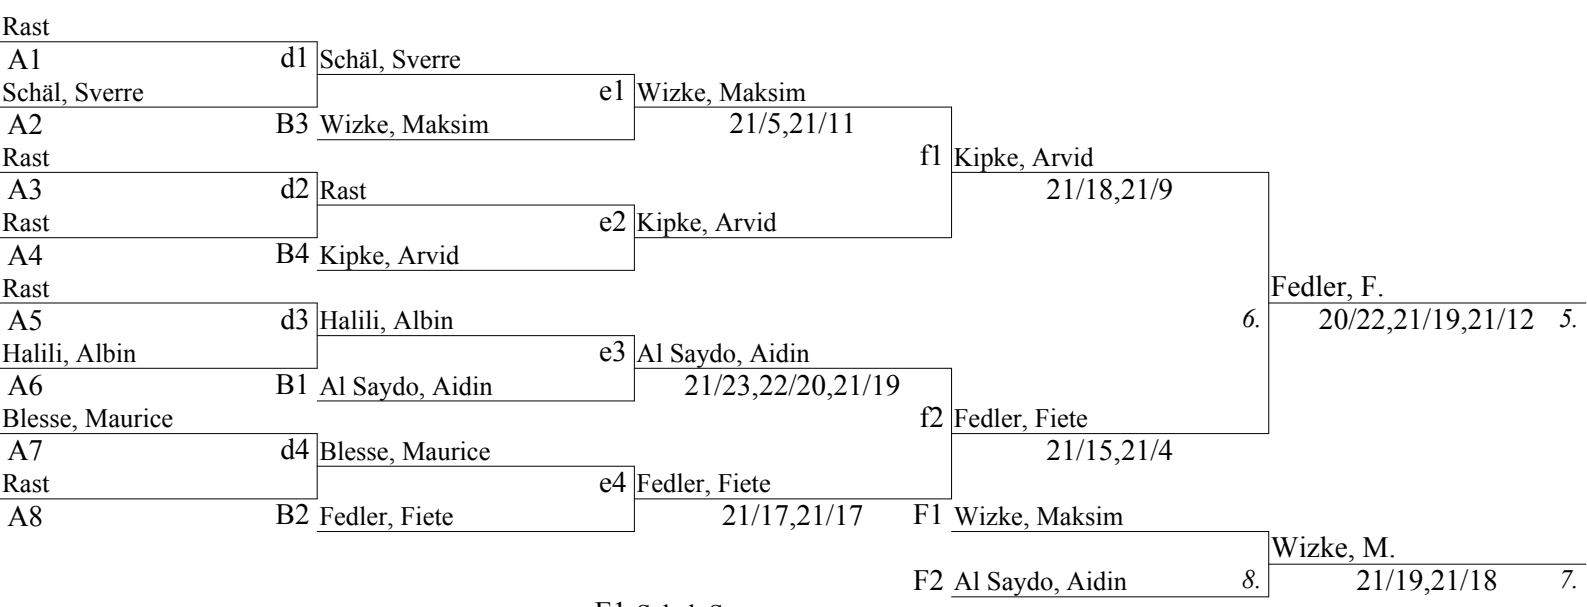 Rast
A1 d1 Schäl, Sverre
Schäl, Sverre e1 Wizke, Maksim
A2 B3 Wizke, Maksim 21/5,21/11
Rast f1 Kipke, Arvid
A3 d2 Rast 21/18,21/9
Rast e2 Kipke, Arvid
A4 B4 Kipke, Arvid
Rast Fedler, F.
A5 d3 Halili, Albin 6. 20/22,21/19,21/12 5.
Halili, Albin e3 Al Saydo, Aidin
A6 B1 Al Saydo, Aidin 21/23,22/20,21/19
Blesse, Maurice f2 Fedler, Fiete
A7 d4 Blesse, Maurice 21/15,21/4
Rast e4 Fedler, Fiete
A8 B2 Fedler, Fiete 21/17,21/17 F1 Wizke, Maksim
Wizke, M.
F2 Al Saydo, Aidin 8. 21/19,21/18 7.